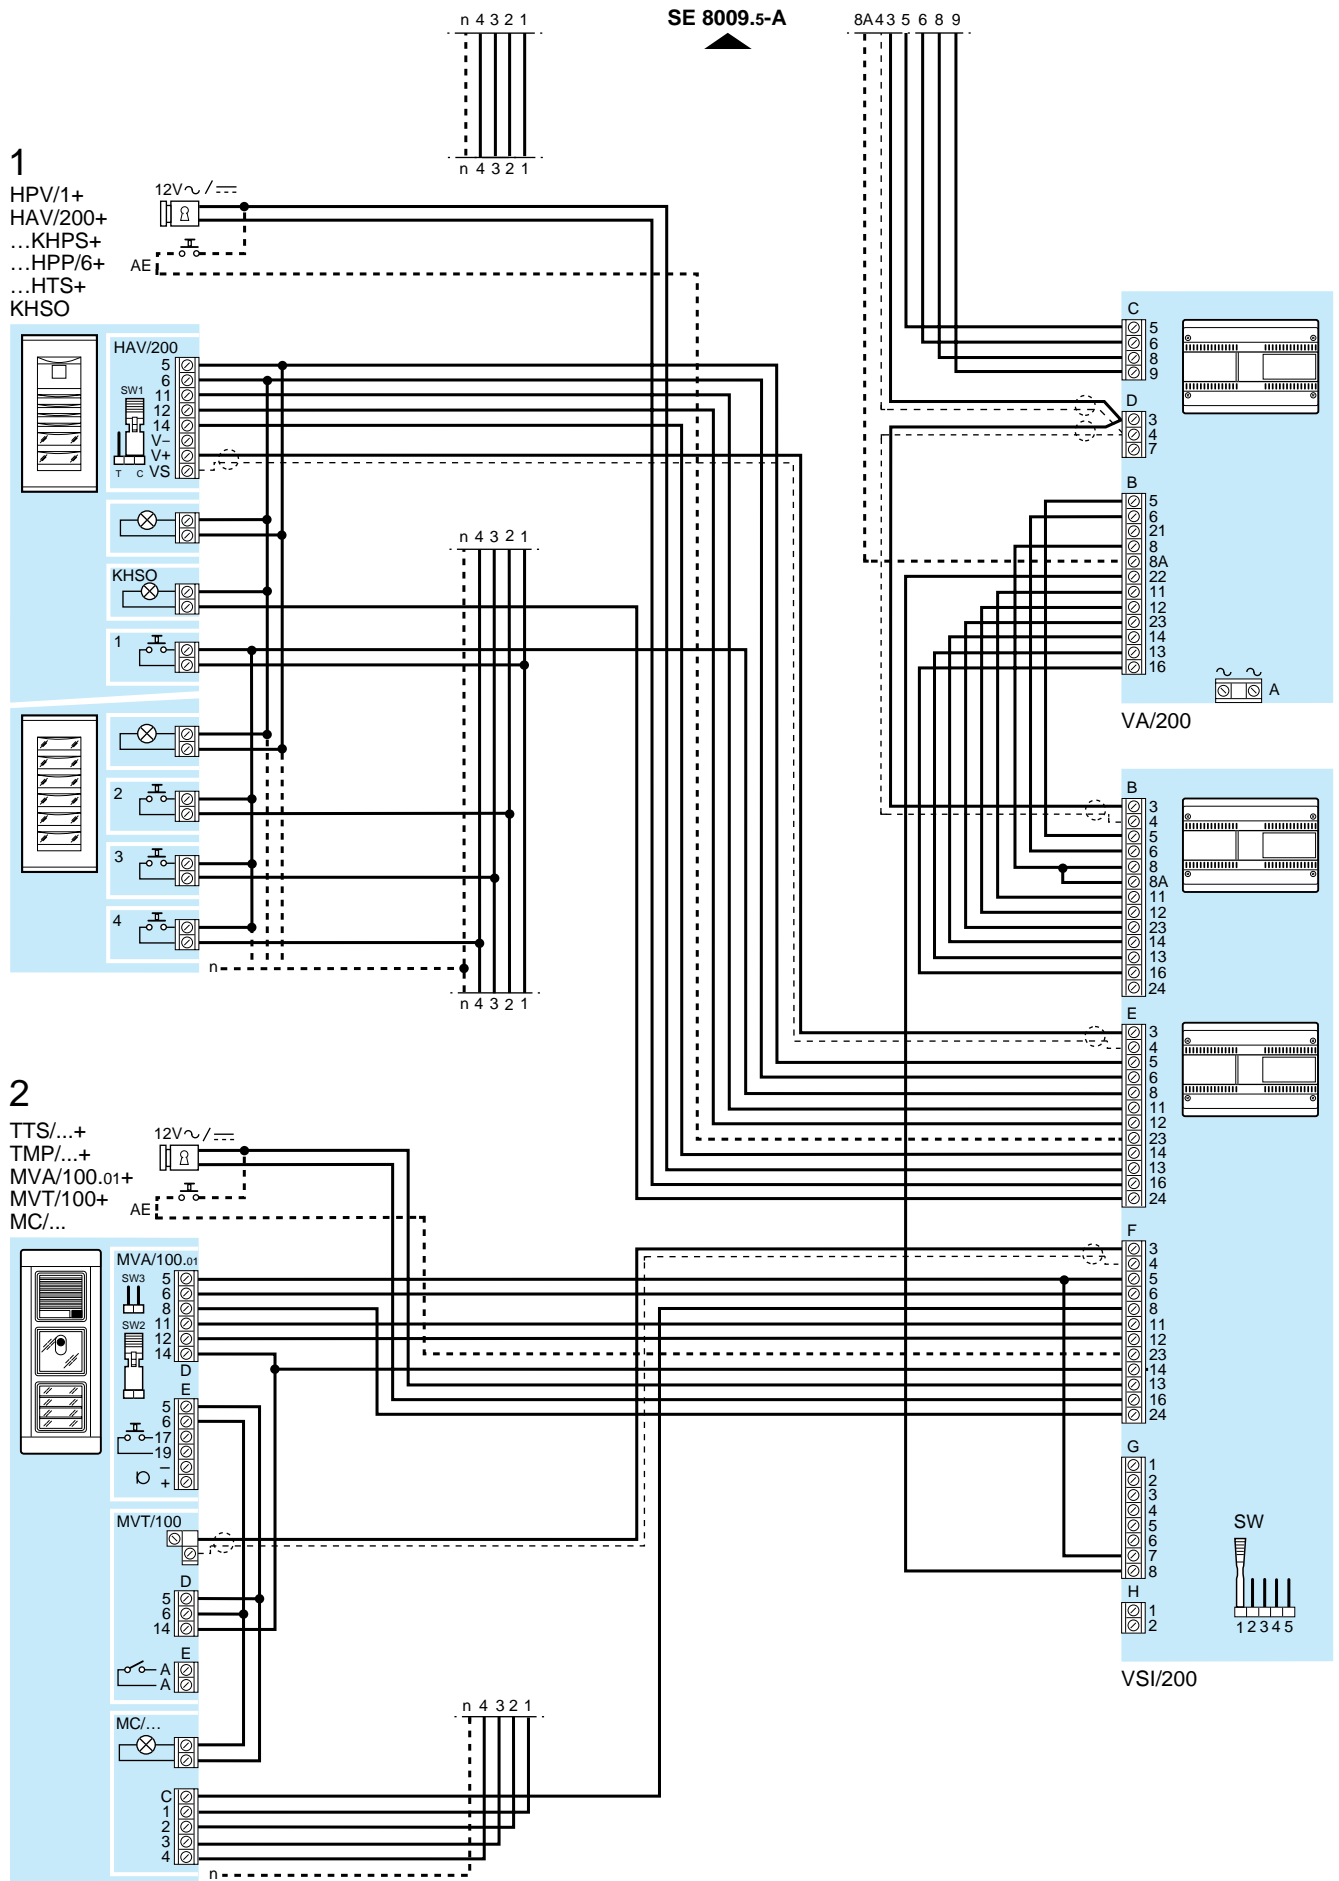 SE 8009.5-A
n 4 3 2 1
8A 4 3 5 6 8 9
n 4 3 2 1
1
HPV/1+
HAV/200+
...KHPS+
...HPP/6+
...HTS+
KHSO
12V~ /
AE
HAV/200
5
6
11
12
14
V–
V+
VS
SW1
T C
KHSO
1
2
3
4
n
n 4 3 2 1
n 4 3 2 1
C
5
6
8
9
D
3
4
7
B
5
6
21
8
8A
22
11
12
23
14
13
16
~ ~
A
VA/200
B
3
4
5
6
8
8A
11
12
23
14
13
16
24
E
3
4
5
6
8
11
12
23
14
13
16
24
2
TTS/...+
TMP/...+
MVA/100.01+
MVT/100+
MC/...
12V~ /
AE
MVA/100.01
SW3
SW2
5
6
8
11
12
14
D
E
5
6
17
19
–
+
MVT/100
D
5
6
14
E
A
A
MC/...
C
1
2
3
4
n
n 4 3 2 1
F
3
4
5
6
8
11
12
23
14
13
16
24
G
1
2
3
4
5
6
7
8
H
1
2
SW
1 2 3 4 5
VSI/200